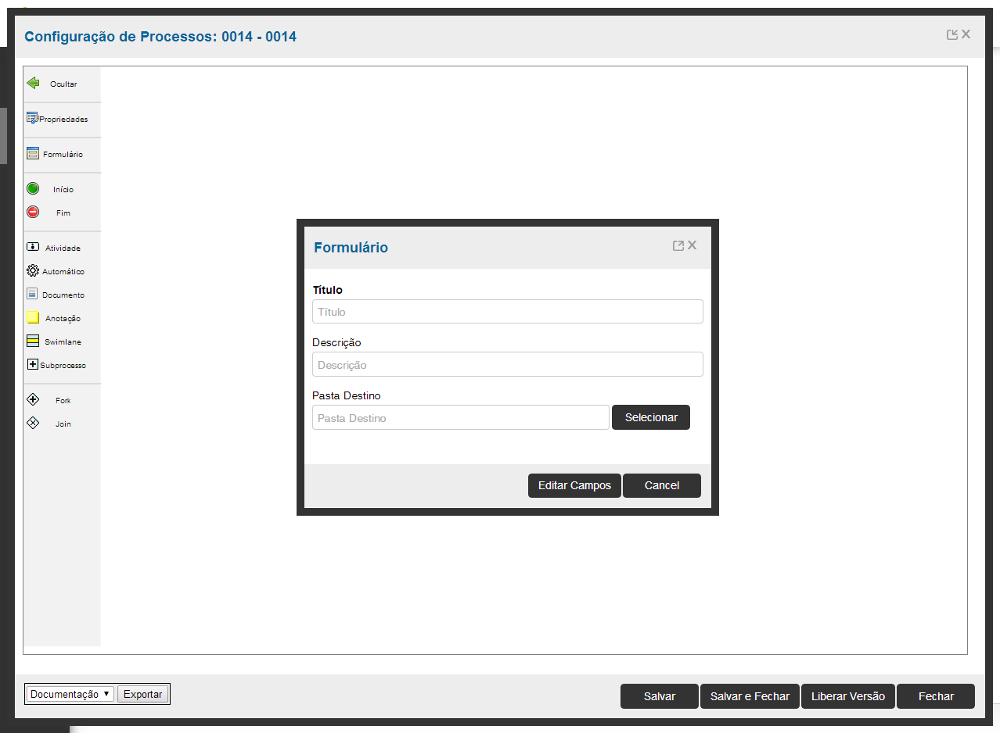 Configuração de Processos: 0014 - 0014
Ocultar
Propriedades
Formulário
Início
Fim
Atividade
Automático
Documento
Anotação
Swimlane
Subprocesso
Fork
Join
Formulário
Título
Título
Descrição
Descrição
Pasta Destino
Pasta Destino Selecionar
Editar Campos Cancel
Documentação Exportar Salvar Salvar e Fechar Liberar Versão Fechar